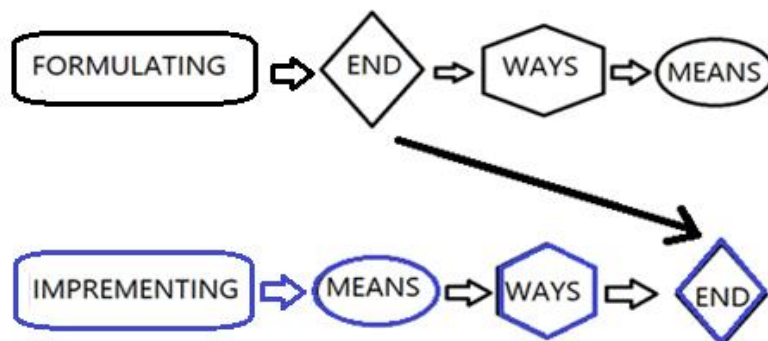 FORMULATING END WAYS MEANS
IMPREMENTING MEANS WAYS END